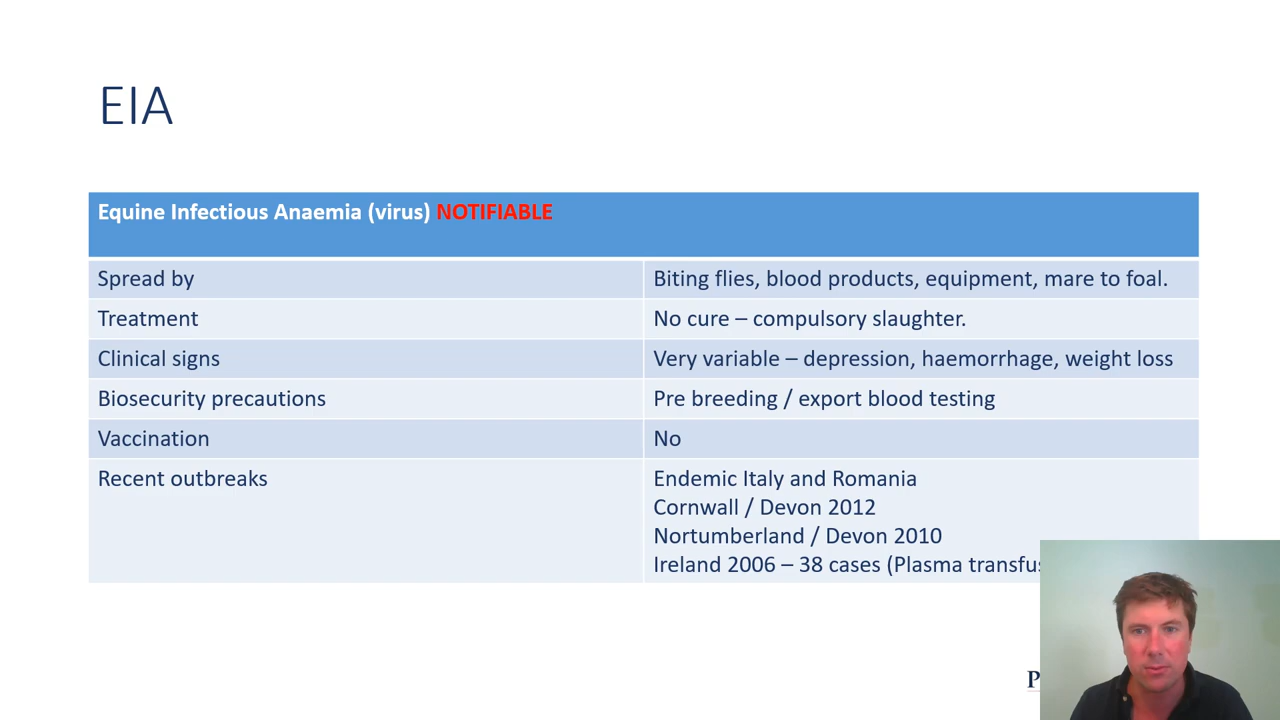 EIA
Equine Infectious Anaemia (virus) NOTIFIABLE
Spread by
Biting flies, blood products, equipment, mare to foal.
Treatment
No cure – compulsory slaughter.
Clinical signs
Very variable – depression, haemorrhage, weight loss
Biosecurity precautions
Pre breeding / export blood testing
Vaccination
No
Recent outbreaks
Endemic Italy and Romania
Cornwall / Devon 2012
Nortumberland / Devon 2010
Ireland 2006 – 38 cases (Plasma